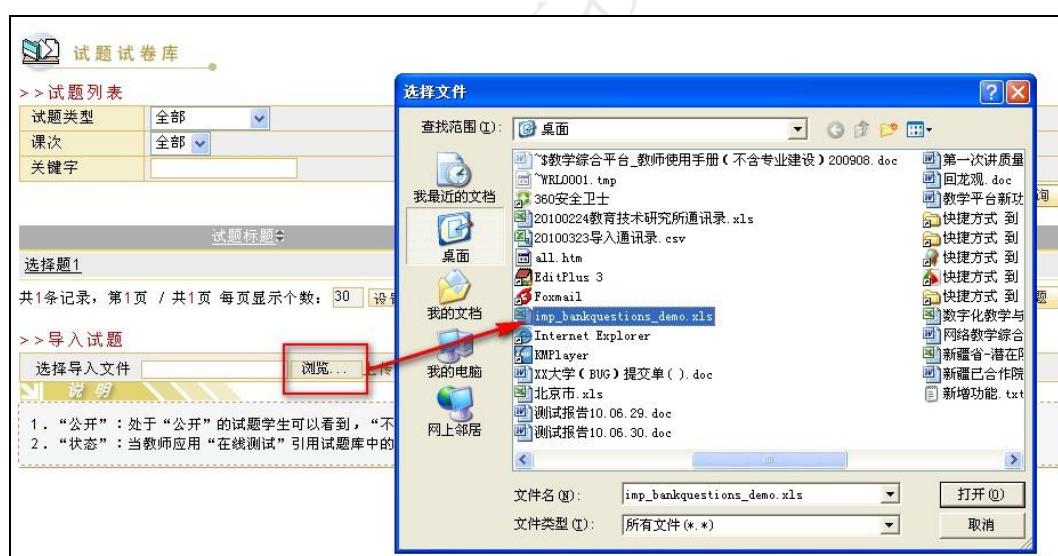 试题试卷库
>>试题列表
试题类型 全部
课次 全部
关键字
询
试题标题
选择题1
共1条记录，第1页 / 共1页 每页显示个数：30
题
>>导入试题
选择导入文件 浏览...
说 明
1．“公开”：处于“公开”的试题学生可以看到，“不
2．“状态”：当教师应用“在线测试”引用试题库中的
选择文件
查找范围(I): 桌面
我最近的文档
桌面
我的文档
我的电脑
网上邻居
~$教学综合平台_教师使用手册(不含专业建设)200908.doc
~WRL0001.tmp
360安全卫士
20100224教育技术研究所通讯录.xls
20100323导入通讯录.csv
all.htm
EditPlus 3
Foxmail
imp_bankquestions_demo.xls
Internet Explorer
KMPlayer
XX大学(BUG)提交单( ).doc
北京市.xls
测试报告10.06.29.doc
测试报告10.06.30.doc
第一次讲质量
回龙观.doc
教学平台新功
快捷方式 到
快捷方式 到
快捷方式 到
快捷方式 到
数字化教学与
网络教学综合
新疆省-潜在
新疆已合作院
新增功能.txt
文件名(N): imp_bankquestions_demo.xls 打开(O)
文件类型(T): 所有文件(*.*) 取消